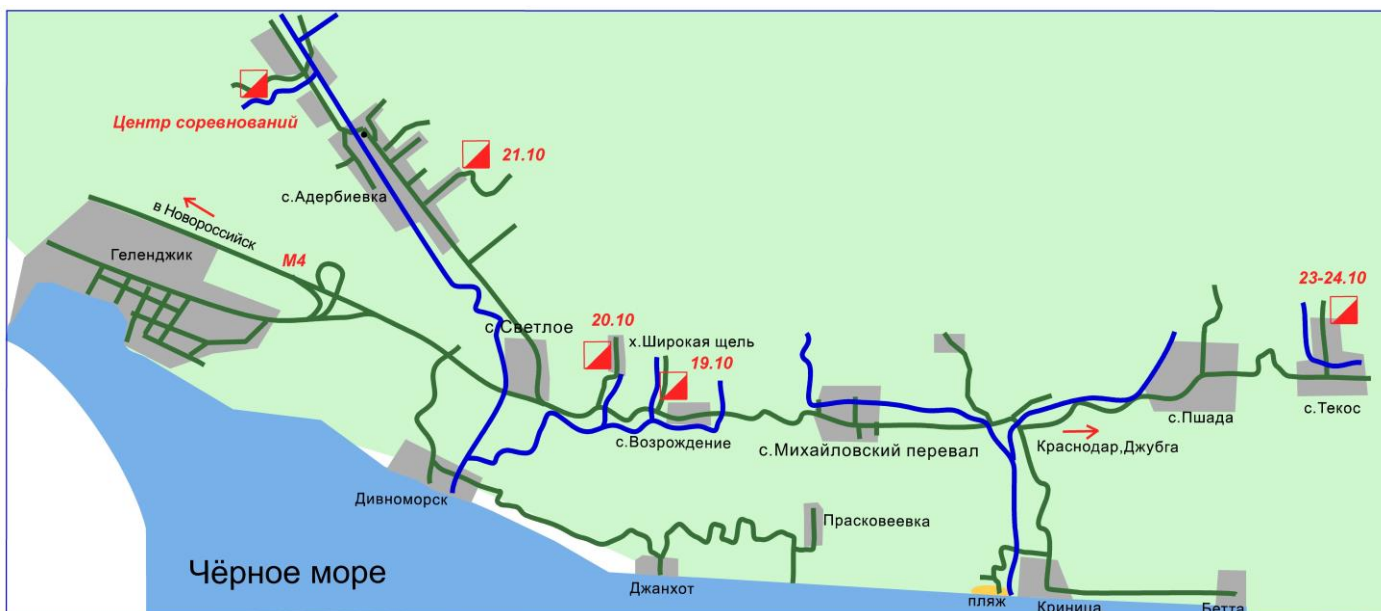 Центр соревнований
21.10
с.Адербиевка
в Новороссийск
Геленджик
М4
23-24.10
20.10
с.Светлое
х.Широкая щель
19.10
с.Возрождение
с.Михайловский перевал
Краснодар,Джубга
с.Пшада
с.Текос
Дивноморск
Прасковеевка
Чёрное море
Джанхот
пляж
Криница
Бетта